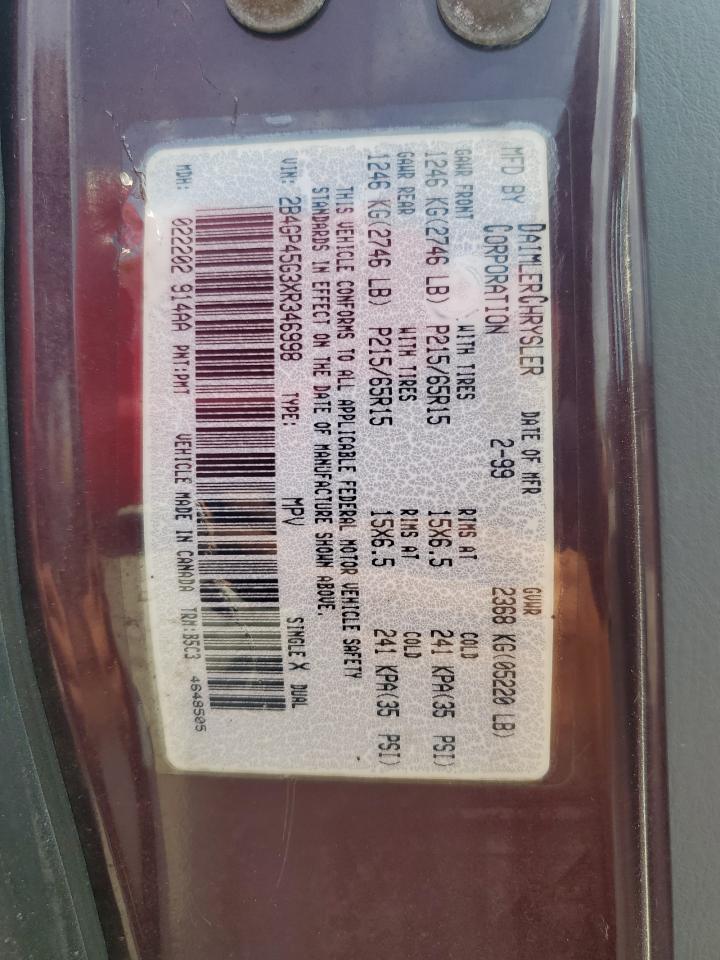 MFD BY DAIMLERCHRYSLER CORPORATION DATE OF MFR 2-99 GVWR 2368 KG(05220 LB)
GAWR FRONT WITH TIRES RIMS AT COLD
1246 KG(2746 LB) P215/65R15 15X6.5 241 KPA(35 PSI)
GAWR REAR WITH TIRES RIMS AT COLD
1246 KG(2746 LB) P215/65R15 15X6.5 241 KPA(35 PSI)
THIS VEHICLE CONFORMS TO ALL APPLICABLE FEDERAL MOTOR VEHICLE SAFETY
STANDARDS IN EFFECT ON THE DATE OF MANUFACTURE SHOWN ABOVE.
VIN: 2B4GP45G3XR346998 TYPE: MPV SINGLE X DUAL
MDH: 022202 914AA PNT:PMT VEHICLE MADE IN CANADA TRM:B5C3 4648505